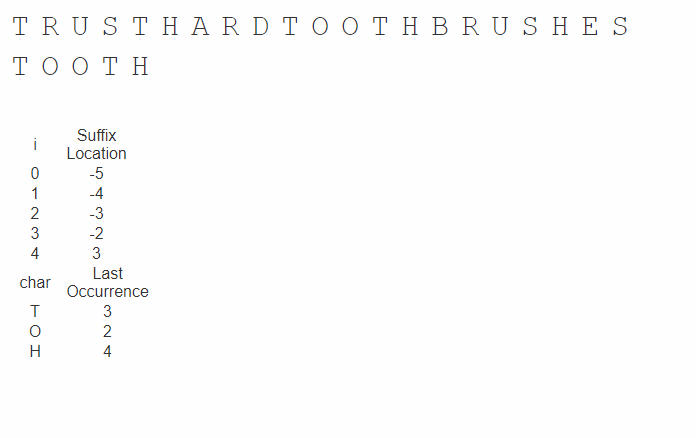 T R U S T H A R D T O O T H B R U S H E S
T O O T H
i Suffix Location
0 -5
1 -4
2 -3
3 -2
4 3
char Last Occurrence
T 3
O 2
H 4